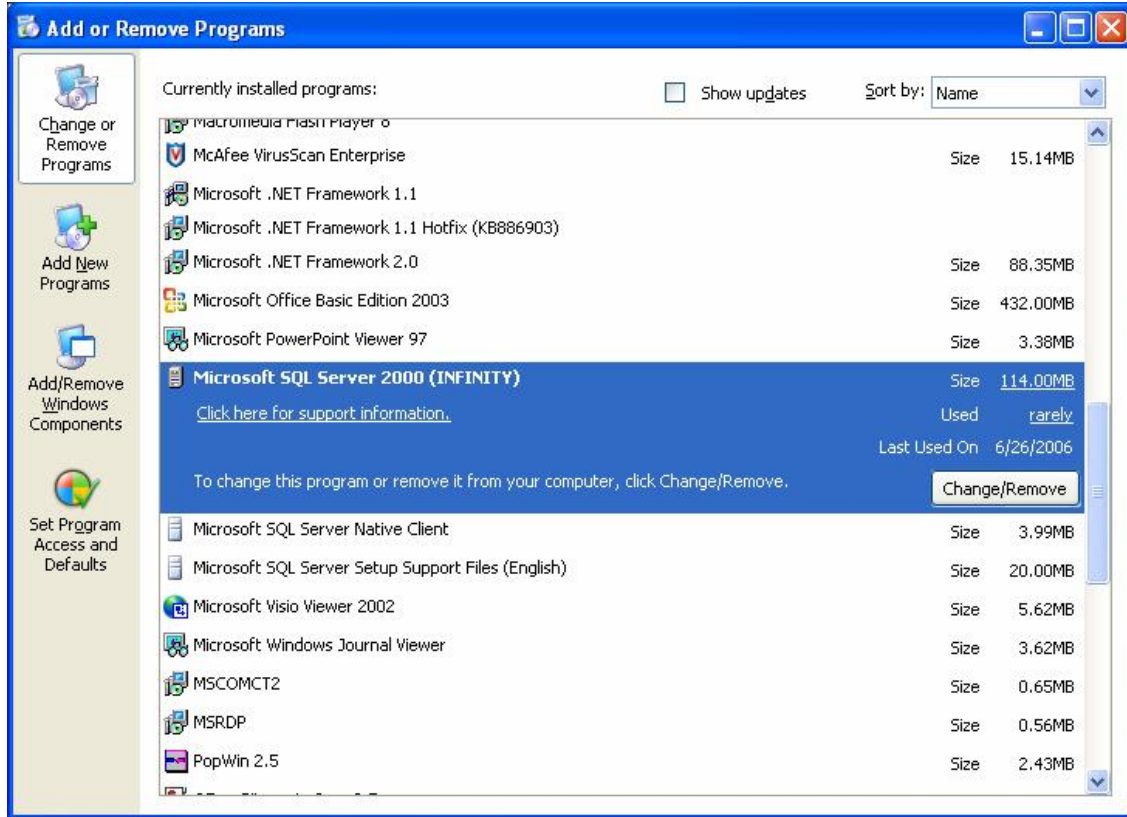 Add or Remove Programs
Change or
Remove
Programs
Add New
Programs
Add/Remove
Windows
Components
Set Program
Access and
Defaults
Currently installed programs: Show updates Sort by: Name
Macromedia Flash Player 8
McAfee VirusScan Enterprise Size 15.14MB
Microsoft .NET Framework 1.1
Microsoft .NET Framework 1.1 Hotfix (KB886903)
Microsoft .NET Framework 2.0 Size 88.35MB
Microsoft Office Basic Edition 2003 Size 432.00MB
Microsoft PowerPoint Viewer 97 Size 3.38MB
Microsoft SQL Server 2000 (INFINITY) Size 114.00MB
Click here for support information. Used rarely
Last Used On 6/26/2006
To change this program or remove it from your computer, click Change/Remove. Change/Remove
Microsoft SQL Server Native Client Size 3.99MB
Microsoft SQL Server Setup Support Files (English) Size 20.00MB
Microsoft Visio Viewer 2002 Size 5.62MB
Microsoft Windows Journal Viewer Size 3.62MB
MSCOMCT2 Size 0.65MB
MSRDP Size 0.56MB
PopWin 2.5 Size 2.43MB